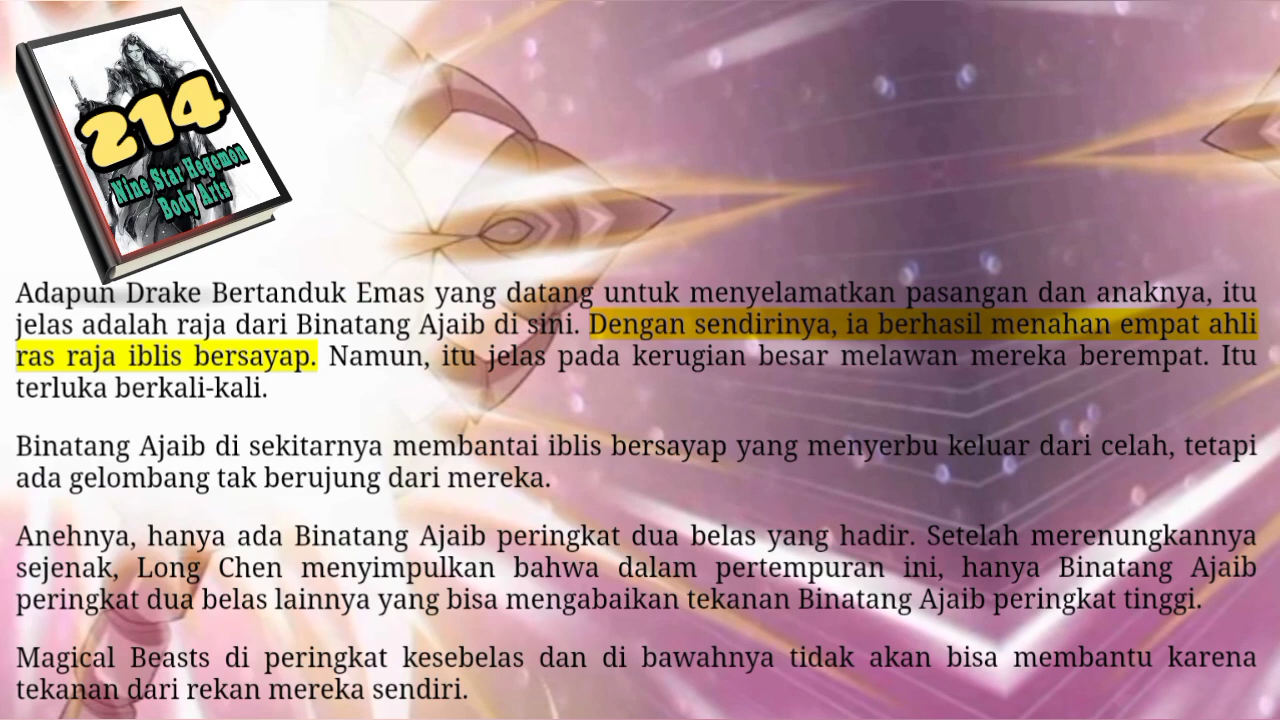 214
Nine Star Hegemon
Body Arts
Adapun Drake Bertanduk Emas yang datang untuk menyelamatkan pasangan dan anaknya, itu
jelas adalah raja dari Binatang Ajaib di sini. Dengan sendirinya, ia berhasil menahan empat ahli
ras raja iblis bersayap. Namun, itu jelas pada kerugian besar melawan mereka berempat. Itu
terluka berkali-kali.
Binatang Ajaib di sekitarnya membantai iblis bersayap yang menyerbu keluar dari celah, tetapi
ada gelombang tak berujung dari mereka.
Anehnya, hanya ada Binatang Ajaib peringkat dua belas yang hadir. Setelah merenungkannya
sejenak, Long Chen menyimpulkan bahwa dalam pertempuran ini, hanya Binatang Ajaib
peringkat dua belas lainnya yang bisa mengabaikan tekanan Binatang Ajaib peringkat tinggi.
Magical Beasts di peringkat kesebelas dan di bawahnya tidak akan bisa membantu karena
tekanan dari rekan mereka sendiri.